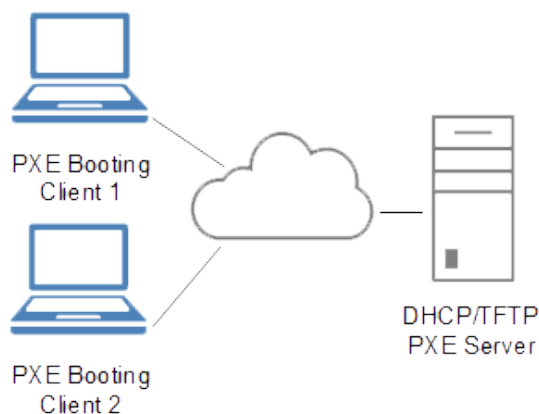 PXE Booting
Client 1
PXE Booting
Client 2
DHCP/TFTP
PXE Server